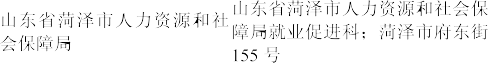 山东省菏泽市人力资源和社
会保障局
山东省菏泽市人力资源和社会保
障局就业促进科；菏泽市府东街
155 号